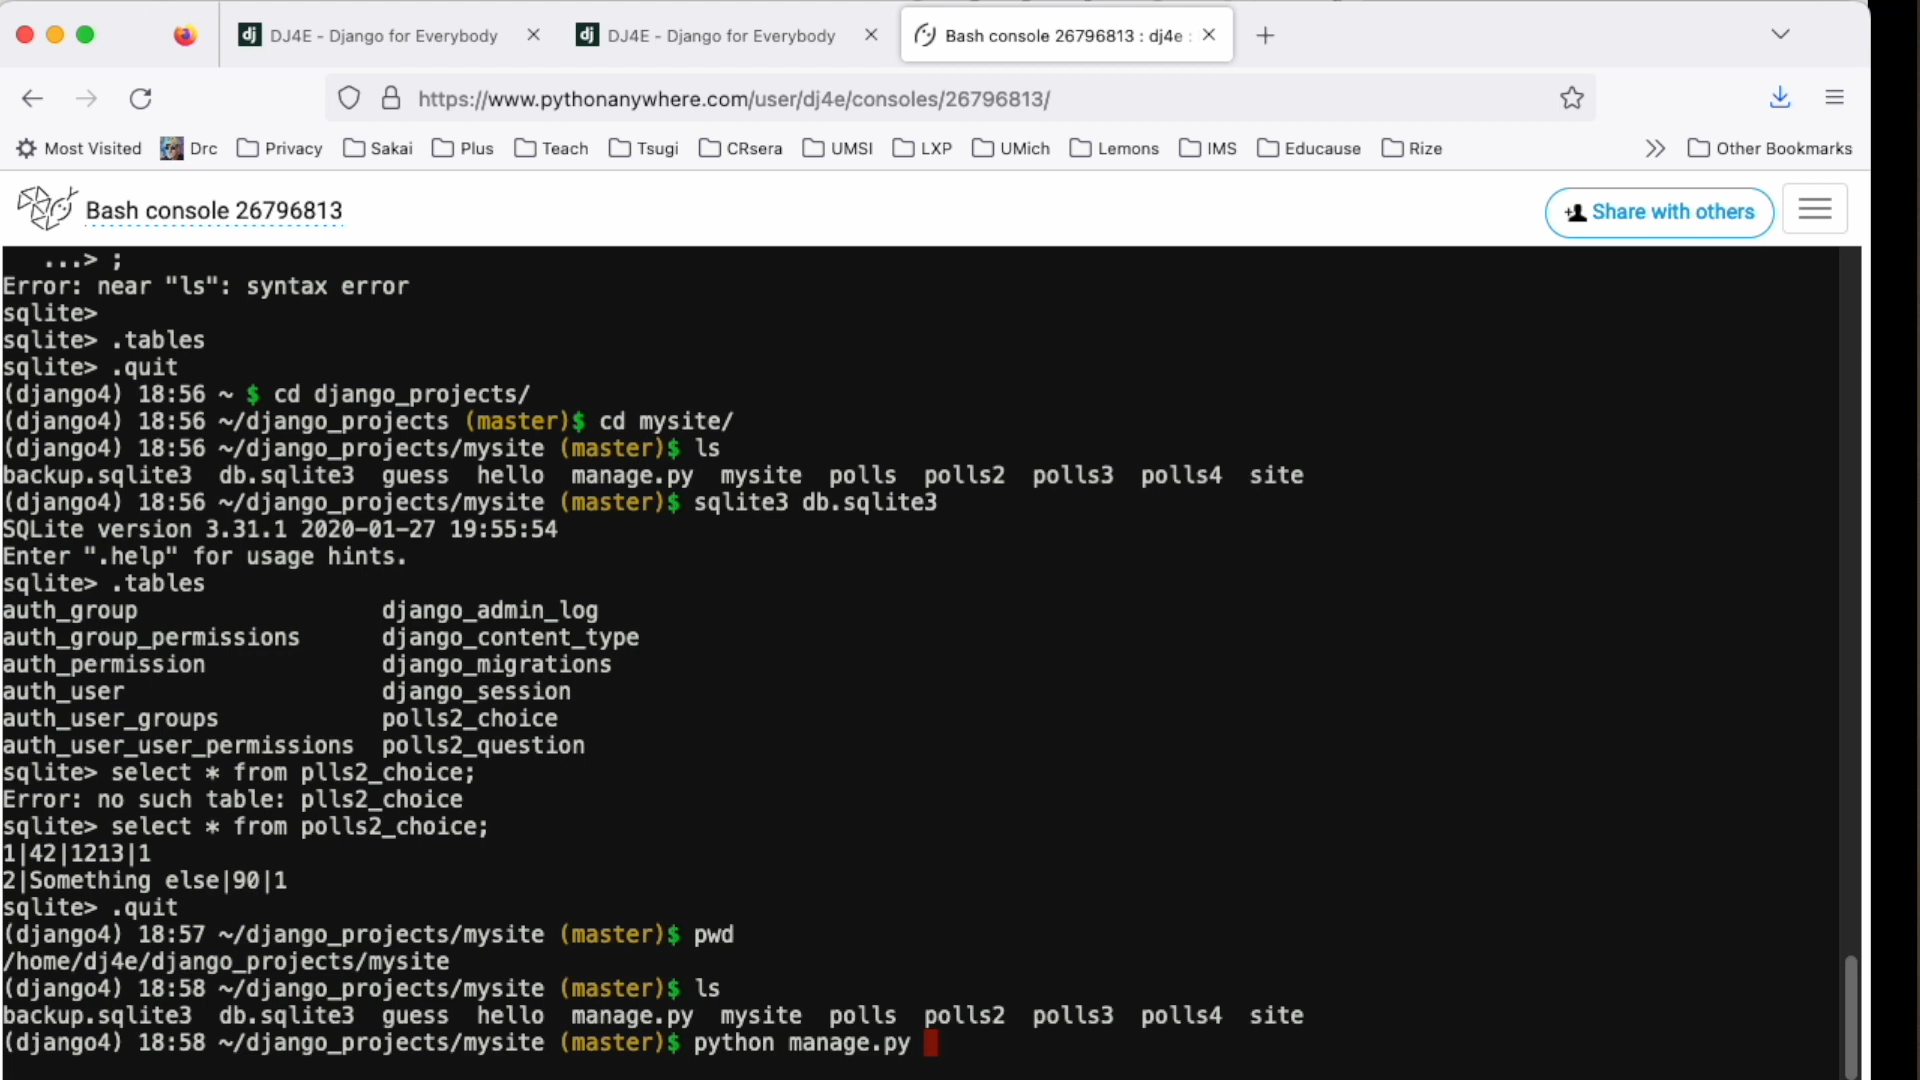 DJ4E - Django for Everybody
DJ4E - Django for Everybody
Bash console 26796813 : dj4e :
https://www.pythonanywhere.com/user/dj4e/consoles/26796813/
Most Visited Drc Privacy Sakai Plus Teach Tsugi CRsera UMSI LXP UMich Lemons IMS Educause Rize Other Bookmarks
Bash console 26796813
Share with others
...> ;
Error: near "ls": syntax error
sqlite>
sqlite> .tables
sqlite> .quit
(django4) 18:56 ~ $ cd django_projects/
(django4) 18:56 ~/django_projects (master)$ cd mysite/
(django4) 18:56 ~/django_projects/mysite (master)$ ls
backup.sqlite3 db.sqlite3 guess hello manage.py mysite polls polls2 polls3 polls4 site
(django4) 18:56 ~/django_projects/mysite (master)$ sqlite3 db.sqlite3
SQLite version 3.31.1 2020-01-27 19:55:54
Enter ".help" for usage hints.
sqlite> .tables
auth_group django_admin_log
auth_group_permissions django_content_type
auth_permission django_migrations
auth_user django_session
auth_user_groups polls2_choice
auth_user_user_permissions polls2_question
sqlite> select * from plls2_choice;
Error: no such table: plls2_choice
sqlite> select * from polls2_choice;
1|42|1213|1
2|Something else|90|1
sqlite> .quit
(django4) 18:57 ~/django_projects/mysite (master)$ pwd
/home/dj4e/django_projects/mysite
(django4) 18:58 ~/django_projects/mysite (master)$ ls
backup.sqlite3 db.sqlite3 guess hello manage.py mysite polls polls2 polls3 polls4 site
(django4) 18:58 ~/django_projects/mysite (master)$ python manage.py